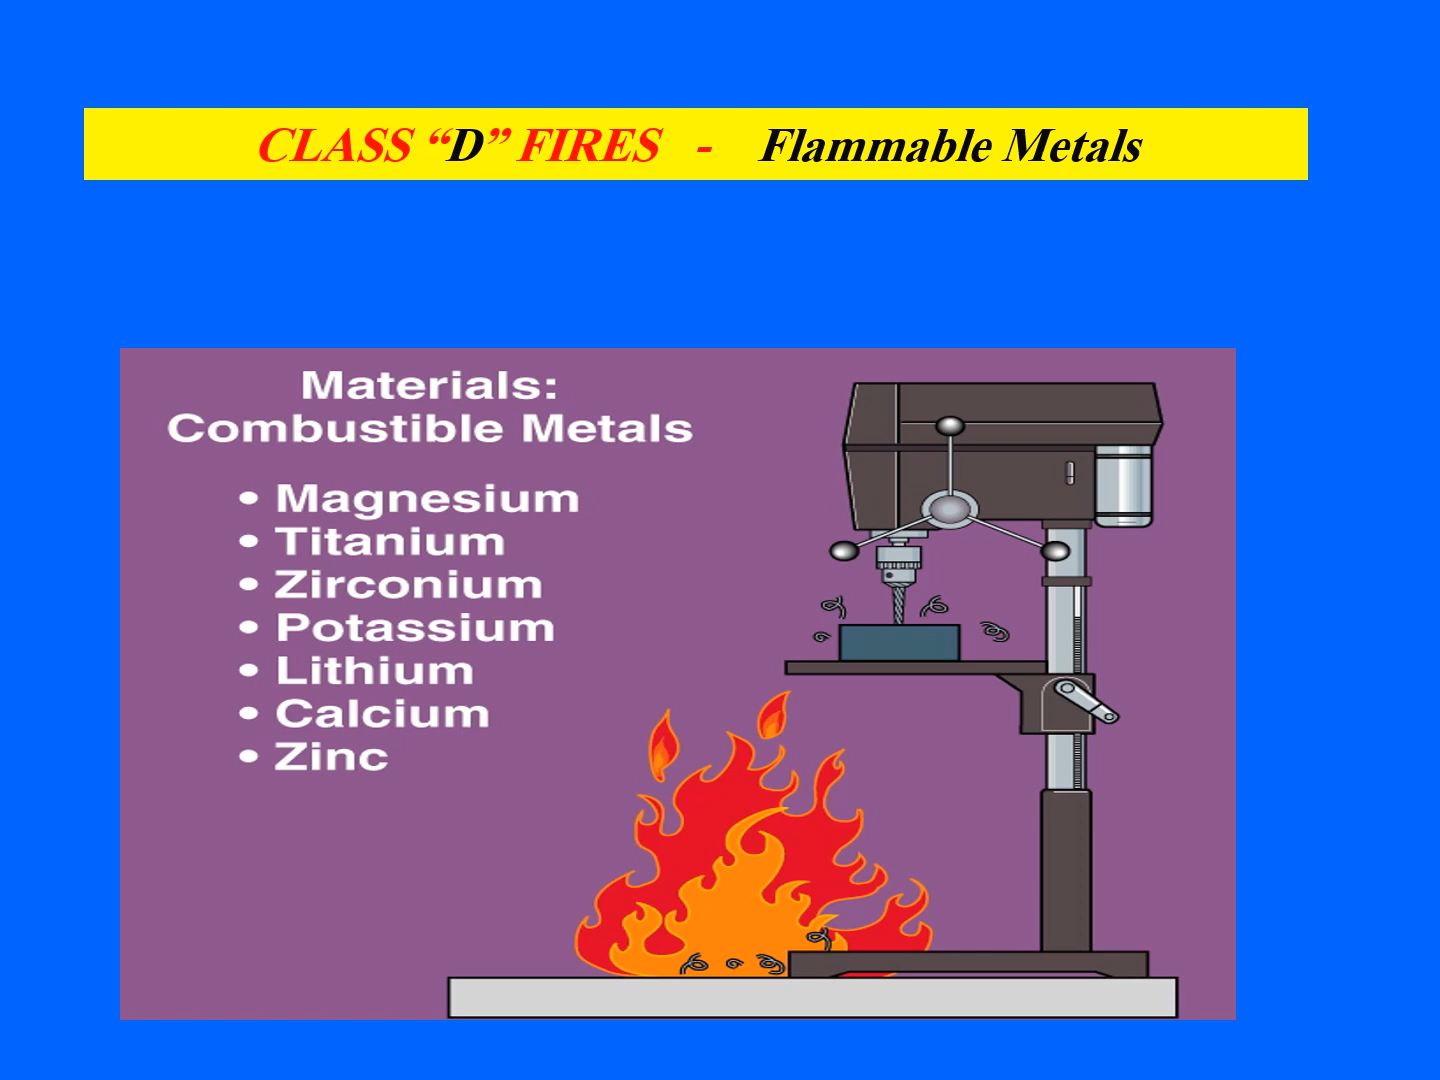 CLASS “D” FIRES - Flammable Metals
Materials:
Combustible Metals
• Magnesium
• Titanium
• Zirconium
• Potassium
• Lithium
• Calcium
• Zinc